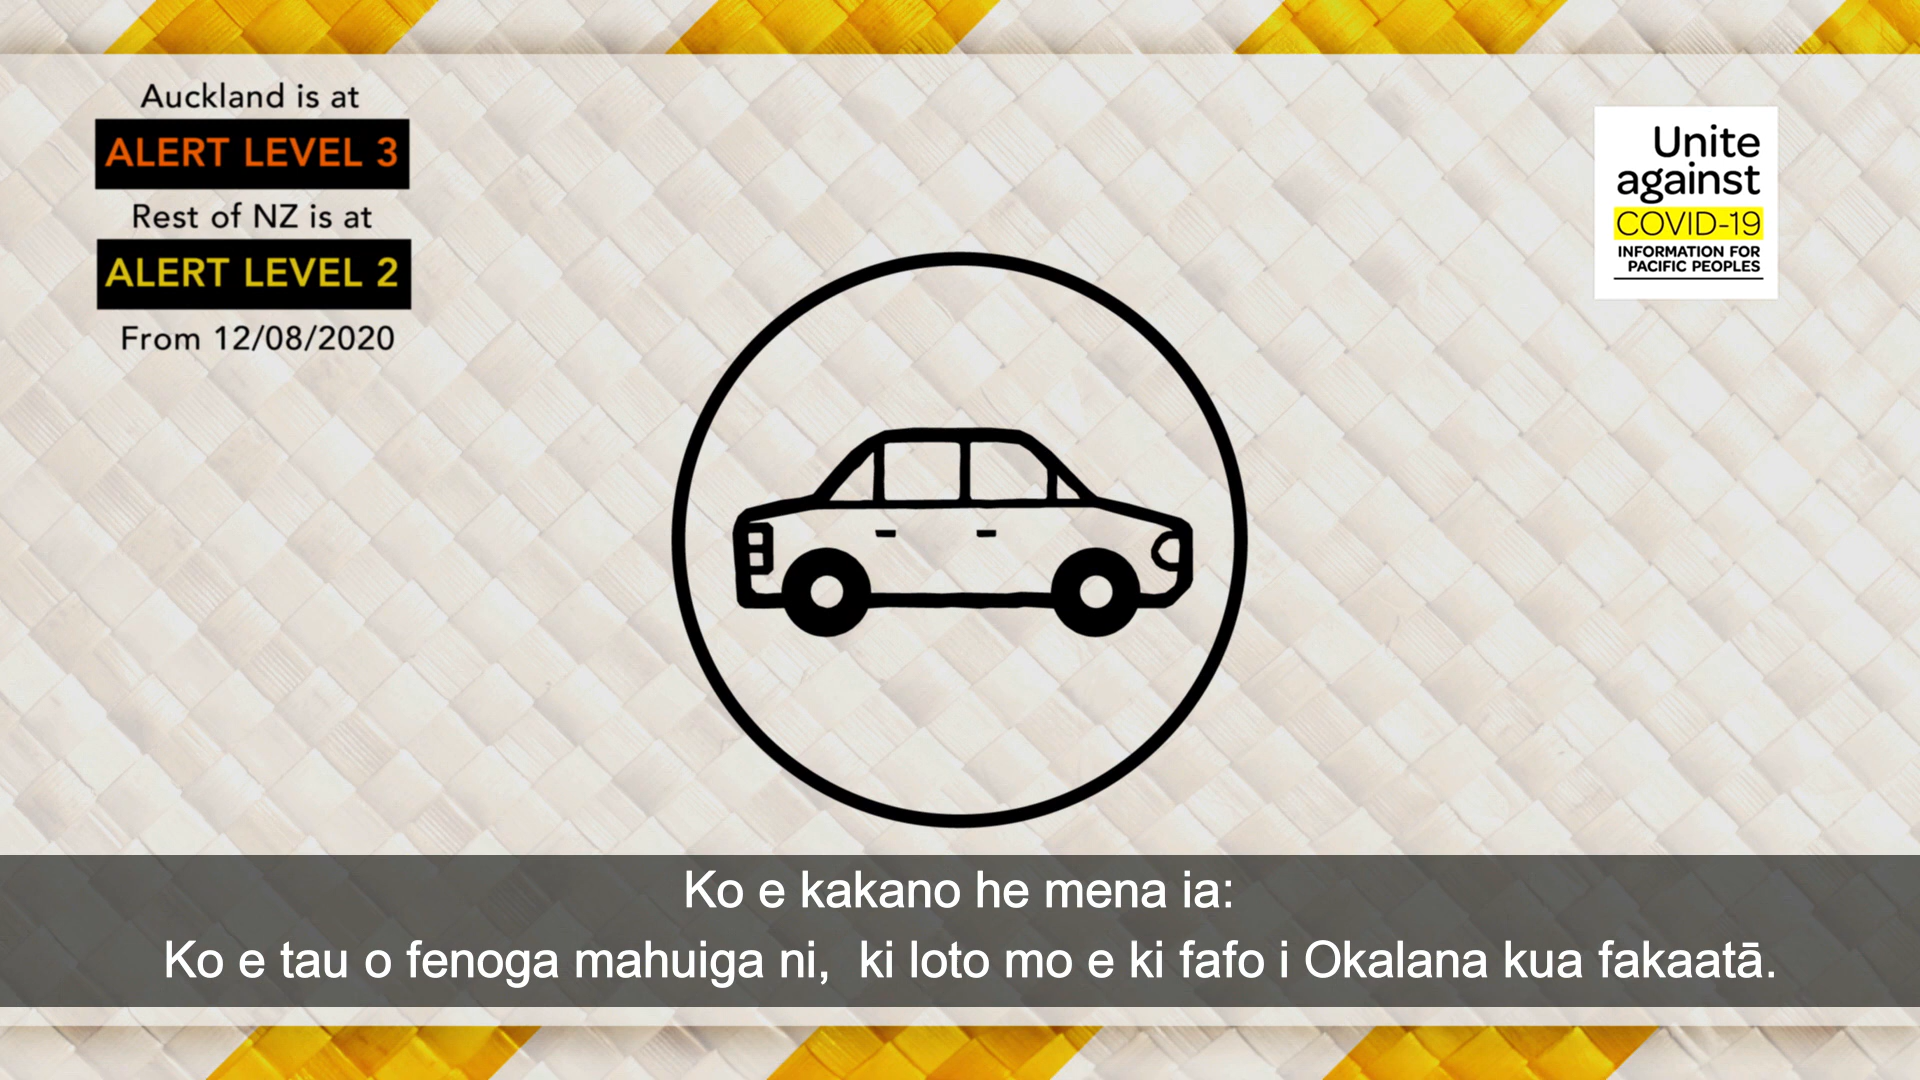 Auckland is at
ALERT LEVEL 3
Rest of NZ is at
ALERT LEVEL 2
From 12/08/2020
Unite
against
COVID-19
INFORMATION FOR
PACIFIC PEOPLES
Ko e kakano he mena ia:
Ko e tau o fenoga mahuiga ni,  ki loto mo e ki fafo i Okalana kua fakaatā.